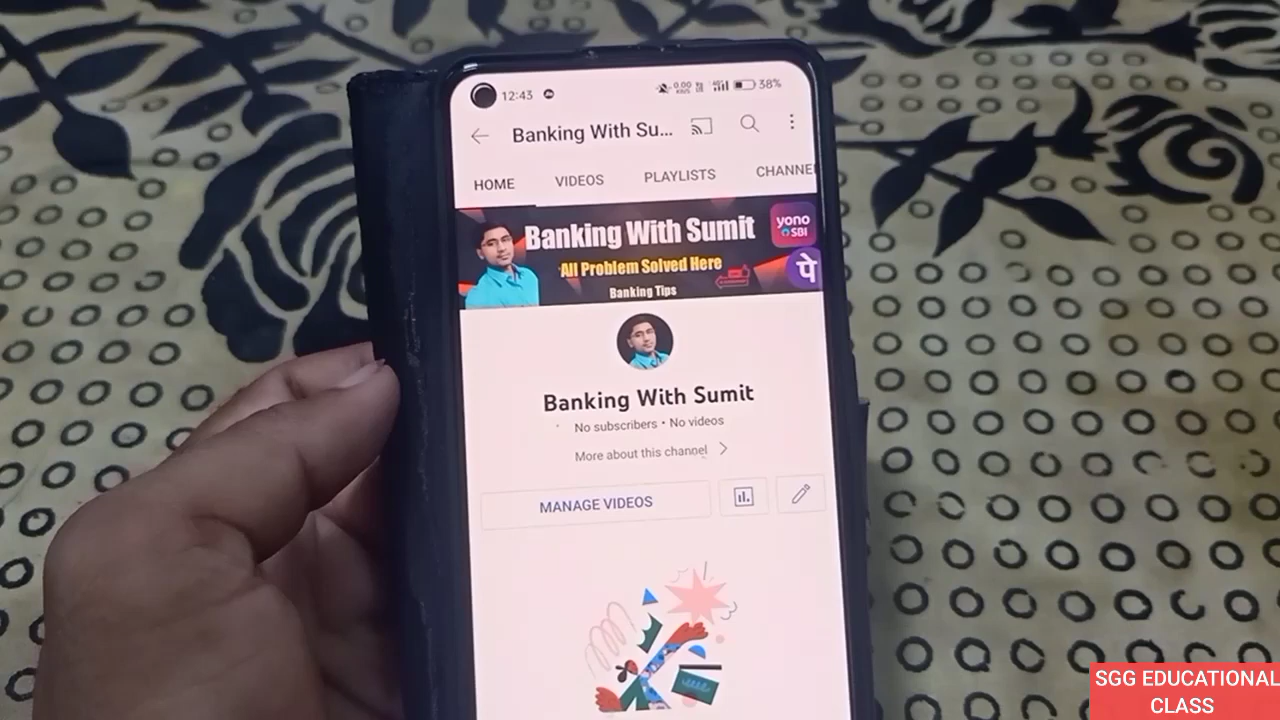 12:43
38%
Banking With Su...
HOME VIDEOS PLAYLISTS CHANNE
Banking With Sumit
yono
SBI
All Problem Solved Here
पे
Banking Tips
Banking With Sumit
No subscribers • No videos
More about this channel
MANAGE VIDEOS
SGG EDUCATIONAL
CLASS